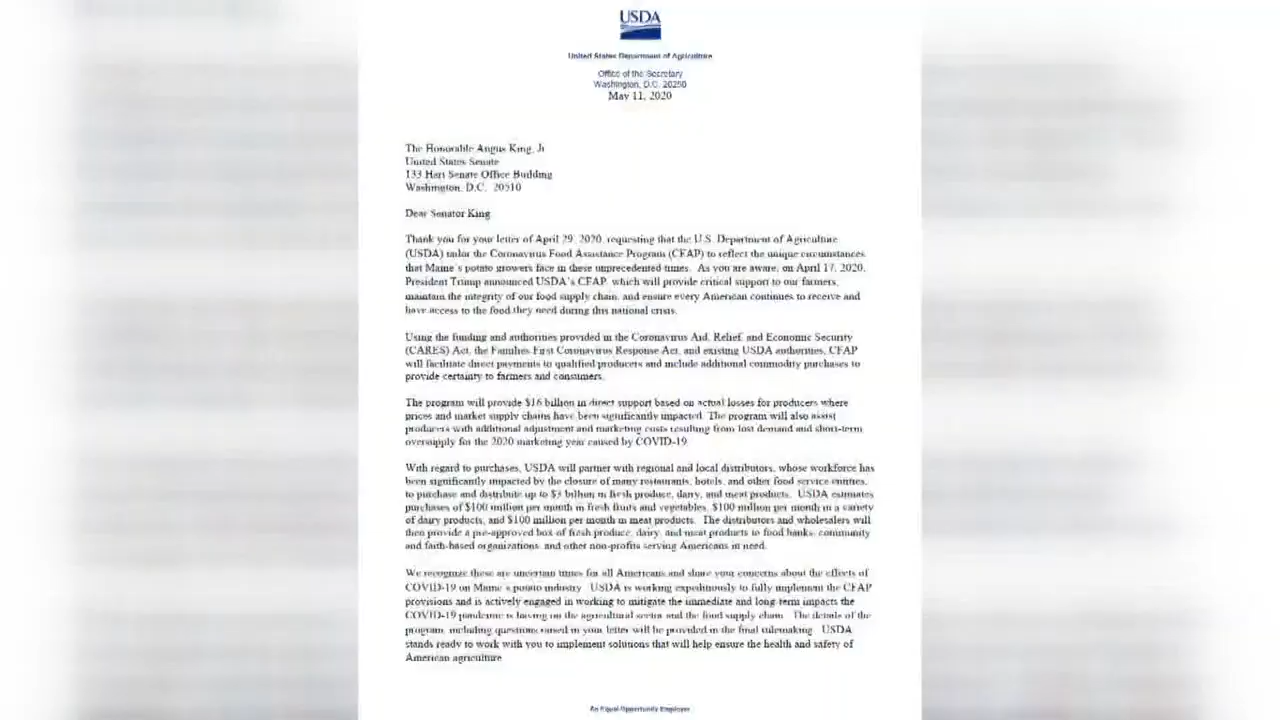 USDA
United States Department of Agriculture
Office of the Secretary
Washington, D.C. 20250
May 11, 2020
The Honorable Angus King, Jr
United States Senate
133 Hart Senate Office Building
Washington, D.C. 20510
Dear Senator King
Thank you for your letter of April 29, 2020, requesting that the U.S. Department of Agriculture
(USDA) tailor the Coronavirus Food Assistance Program (CFAP) to reflect the unique circumstances
that Maine's potato growers face in these unprecedented times. As you are aware, on April 17, 2020,
President Trump announced USDA's CFAP, which will provide critical support to our farmers,
maintain the integrity of our food supply chain, and ensure every American continues to receive and
have access to the food they need during this national crisis.
Using the funding and authorities provided in the Coronavirus Aid, Relief, and Economic Security
(CARES) Act, the Families First Coronavirus Response Act, and existing USDA authorities, CFAP
will facilitate direct payments to qualified producers and include additional commodity purchases to
provide certainty to farmers and consumers.
The program will provide $16 billion in direct support based on actual losses for producers where
prices and market supply chains have been significantly impacted. The program will also assist
producers with additional adjustment and marketing costs resulting from lost demand and short-term
oversupply for the 2020 marketing year caused by COVID-19.
With regard to purchases, USDA will partner with regional and local distributors, whose workforce has
been significantly impacted by the closure of many restaurants, hotels, and other food service entities,
to purchase and distribute up to $3 billion in fresh produce, dairy, and meat products. USDA estimates
purchases of $100 million per month in fresh fruits and vegetables, $100 million per month in a variety
of dairy products, and $100 million per month in meat products. The distributors and wholesalers will
then provide a pre-approved box of fresh produce, dairy, and meat products to food banks, community
and faith-based organizations, and other non-profits serving Americans in need.
We recognize these are uncertain times for all Americans and share your concerns about the effects of
COVID-19 on Maine's potato industry. USDA is working expeditiously to fully implement the CFAP
provisions and is actively engaged in working to mitigate the immediate and long-term impacts the
COVID-19 pandemic is having on the agricultural sector and the food supply chain. The details of the
program, including questions raised in your letter will be provided in the final rulemaking. USDA
stands ready to work with you to implement solutions that will help ensure the health and safety of
American agriculture
An Equal Opportunity Employer